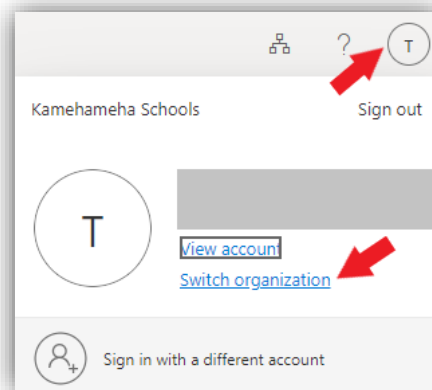 ? T
Kamehameha Schools Sign out
T
View account
Switch organization
Sign in with a different account